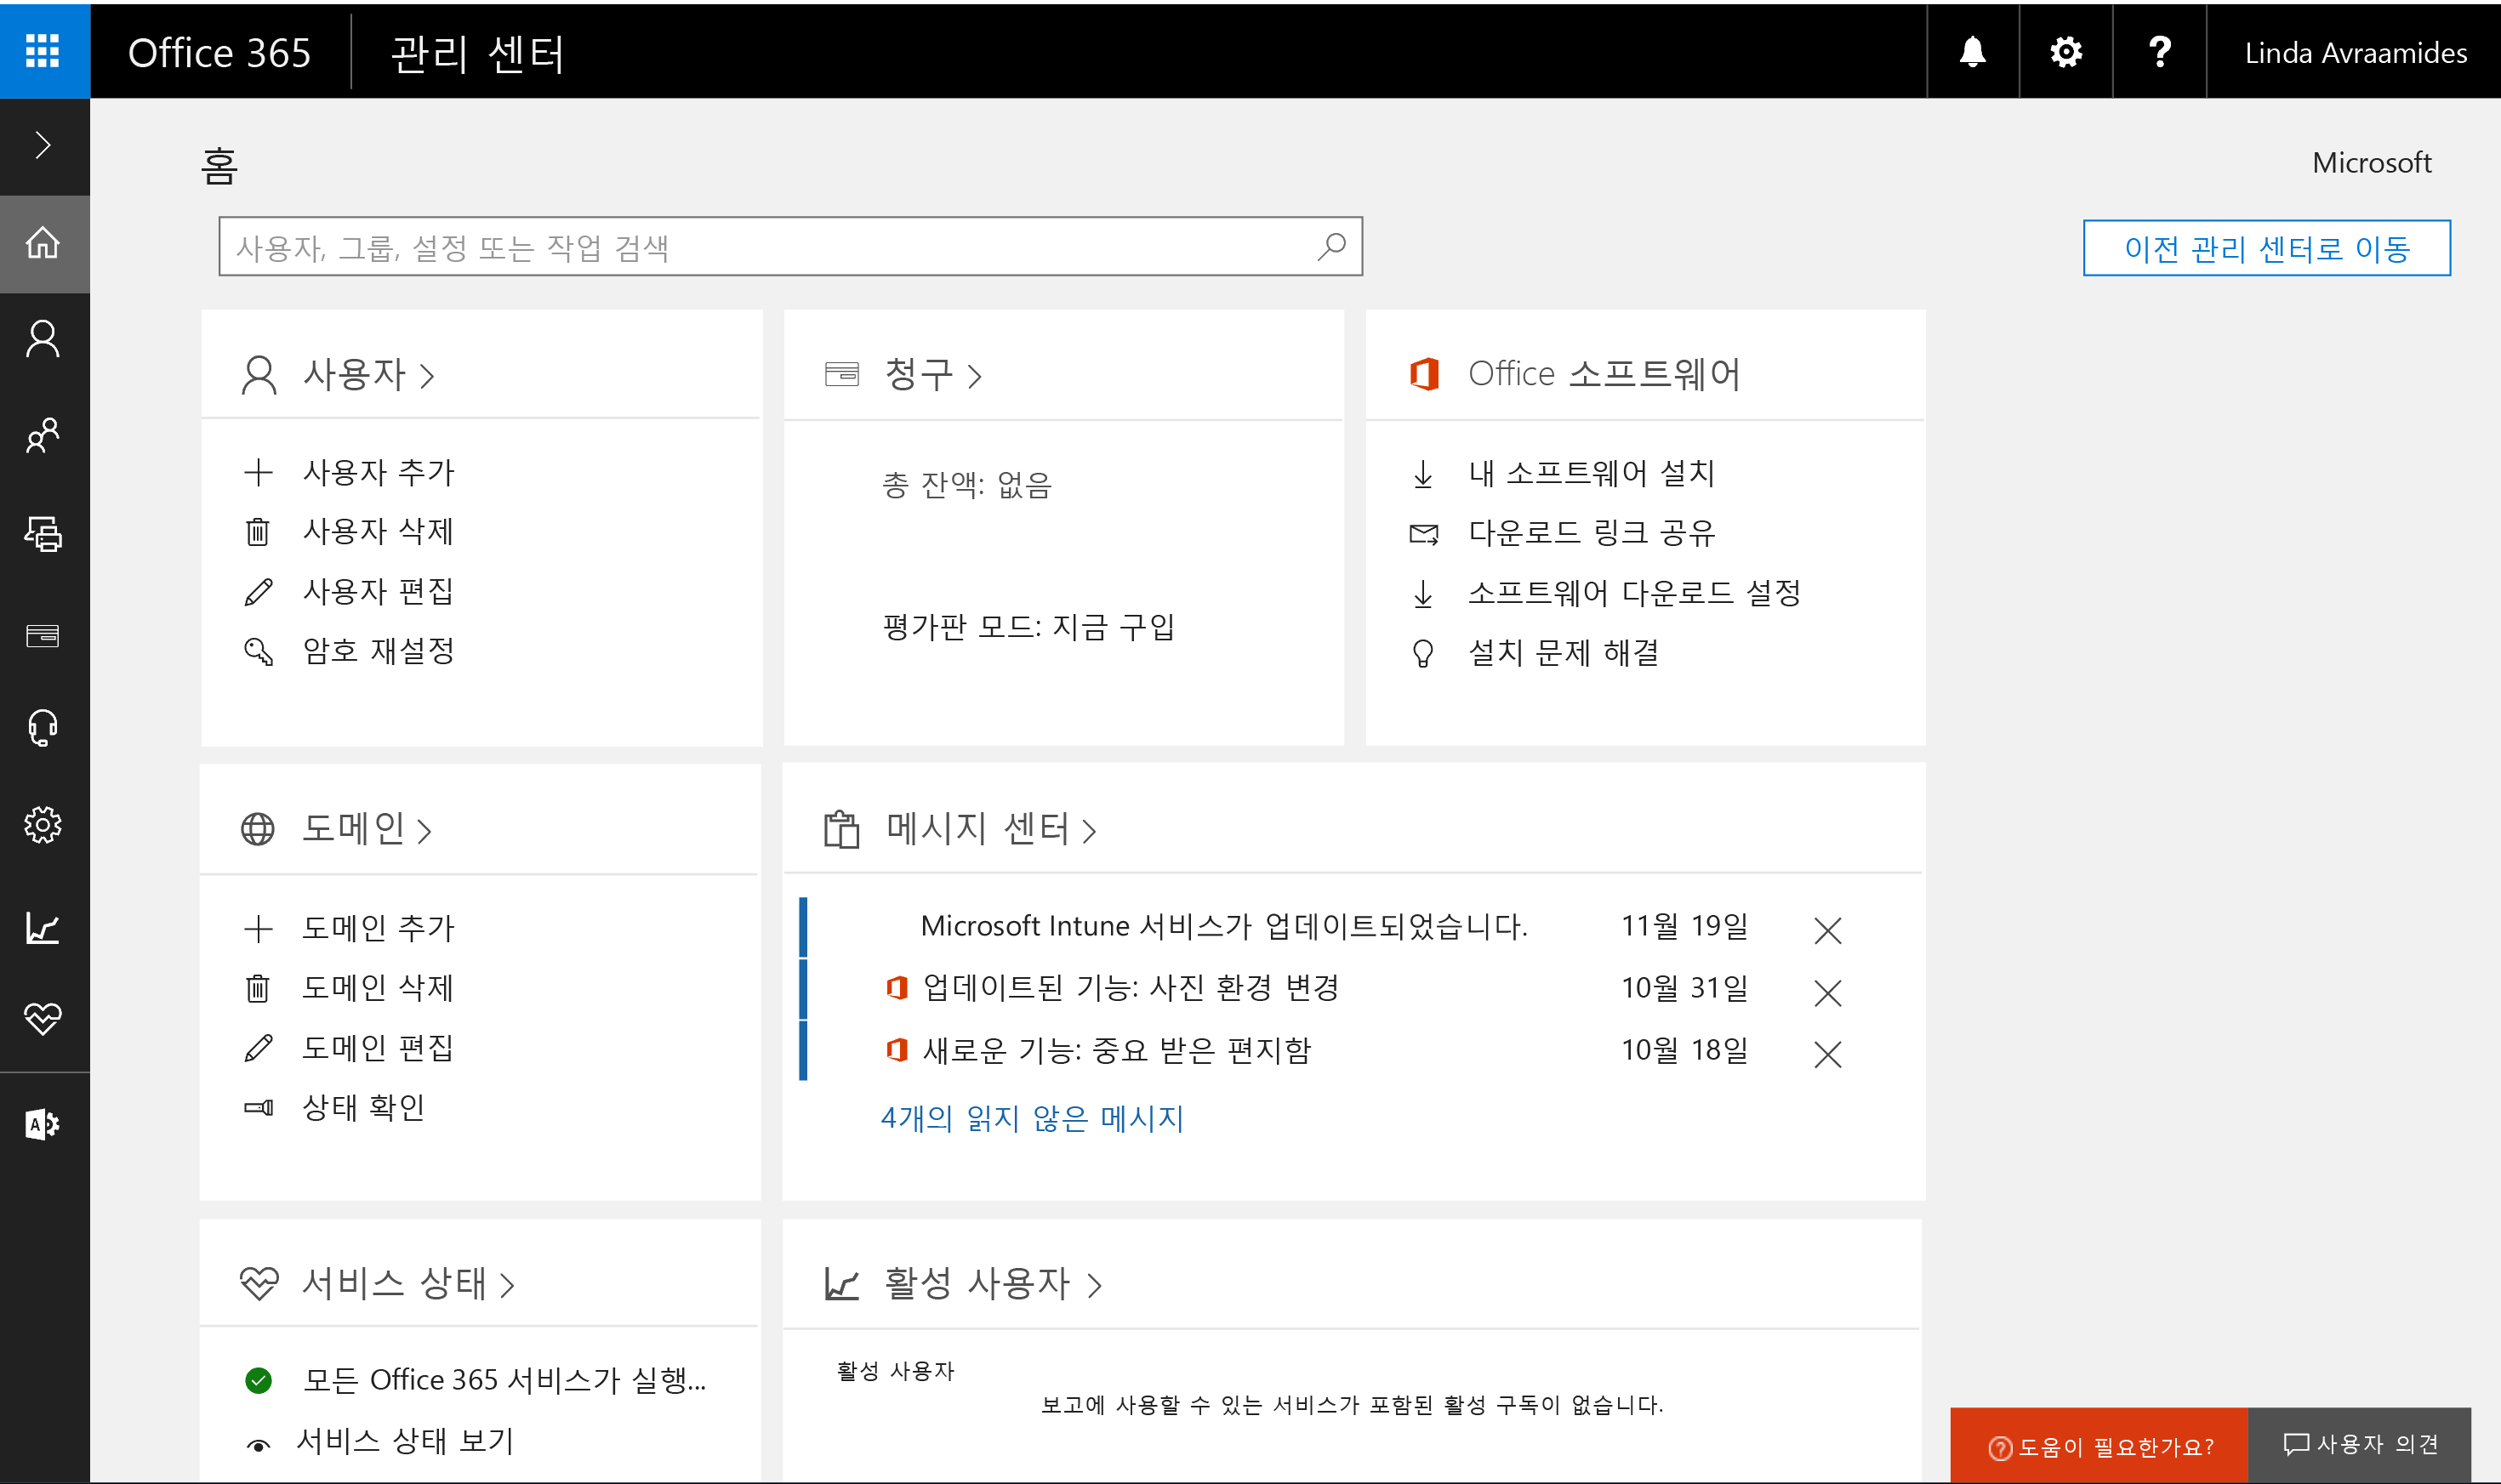 Office 365 관리 센터 Linda Avraamides
홈
Microsoft
사용자, 그룹, 설정 또는 작업 검색
이전 관리 센터로 이동
사용자
사용자 추가
사용자 삭제
사용자 편집
암호 재설정
청구
총 잔액: 없음
평가판 모드: 지금 구입
Office 소프트웨어
내 소프트웨어 설치
다운로드 링크 공유
소프트웨어 다운로드 설정
설치 문제 해결
도메인
도메인 추가
도메인 삭제
도메인 편집
상태 확인
메시지 센터
Microsoft Intune 서비스가 업데이트되었습니다. 11월 19일
업데이트된 기능: 사진 환경 변경 10월 31일
새로운 기능: 중요 받은 편지함 10월 18일
4개의 읽지 않은 메시지
서비스 상태
모든 Office 365 서비스가 실행...
서비스 상태 보기
활성 사용자
활성 사용자
보고에 사용할 수 있는 서비스가 포함된 활성 구독이 없습니다.
도움이 필요한가요?
사용자 의견